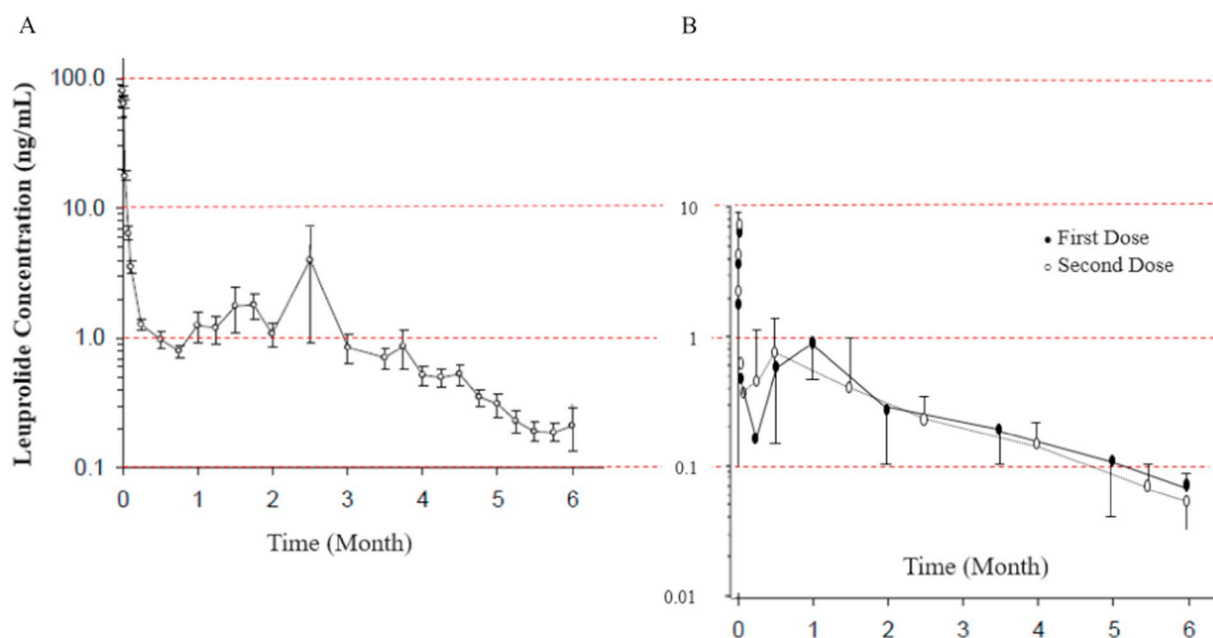 A
Leuprolide Concentration (ng/mL)
100.0
10.0
1.0
0.1
0 1 2 3 4 5 6
Time (Month)
B
10
1
0.1
0.01
First Dose
Second Dose
Time (Month)
0 1 2 3 4 5 6